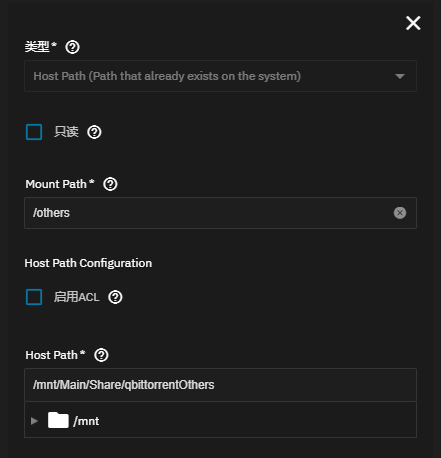 类型*
Host Path (Path that already exists on the system)
只读
Mount Path*
/others
Host Path Configuration
启用ACL
Host Path*
/mnt/Main/Share/qbittorrentOthers
/mnt